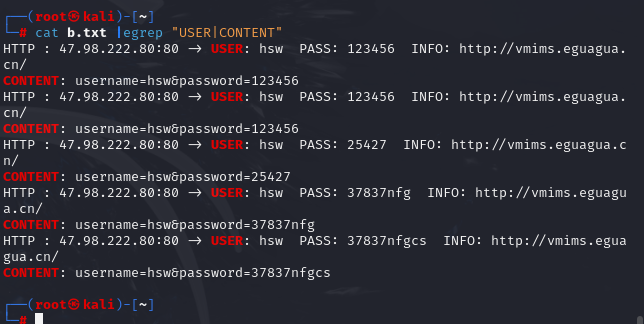 ┌──(root㉿kali)-[~]
└─# cat b.txt |egrep "USER|CONTENT"
HTTP : 47.98.222.80:80 -> USER: hsw  PASS: 123456  INFO: http://vmims.eguagua.
cn/
CONTENT: username=hsw&password=123456
HTTP : 47.98.222.80:80 -> USER: hsw  PASS: 123456  INFO: http://vmims.eguagua.
cn/
CONTENT: username=hsw&password=123456
HTTP : 47.98.222.80:80 -> USER: hsw  PASS: 25427  INFO: http://vmims.eguagua.c
n/
CONTENT: username=hsw&password=25427
HTTP : 47.98.222.80:80 -> USER: hsw  PASS: 37837nfg  INFO: http://vmims.eguagu
a.cn/
CONTENT: username=hsw&password=37837nfg
HTTP : 47.98.222.80:80 -> USER: hsw  PASS: 37837nfgcs  INFO: http://vmims.egua
gua.cn/
CONTENT: username=hsw&password=37837nfgcs
┌──(root㉿kali)-[~]
└─#